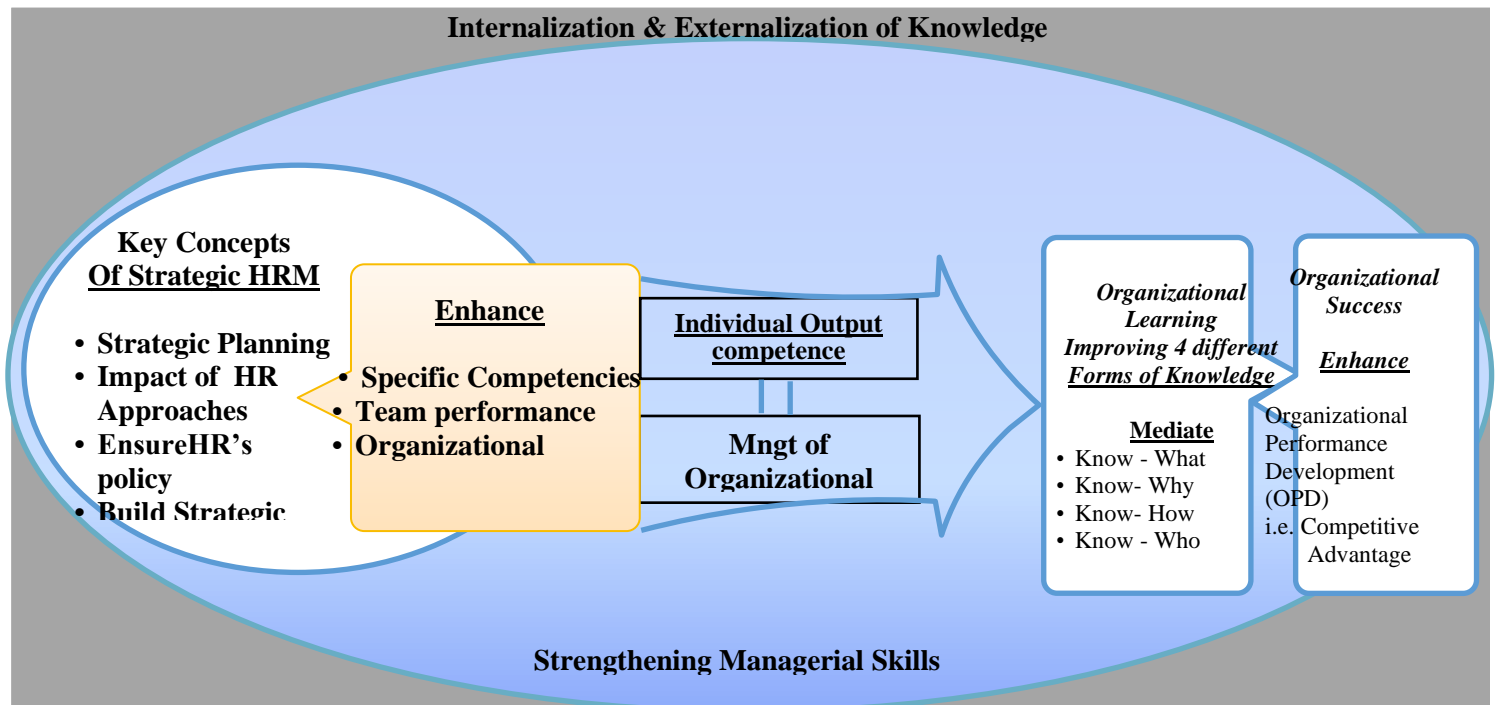 Internalization & Externalization of Knowledge
Key Concepts
Of Strategic HRM
• Strategic Planning
• Impact of HR
Approaches
• EnsureHR's
policy
• Build Strategic
Enhance
• Specific Competencies
• Team performance
• Organizational
Individual Output
competence
Mngt of
Organizational
Organizational
Learning
Improving 4 different
Forms of Knowledge
Mediate
• Know - What
• Know- Why
• Know- How
• Know - Who
Organizational
Success
Enhance
Organizational
Performance
Development
(OPD)
i.e. Competitive
Advantage
Strengthening Managerial Skills